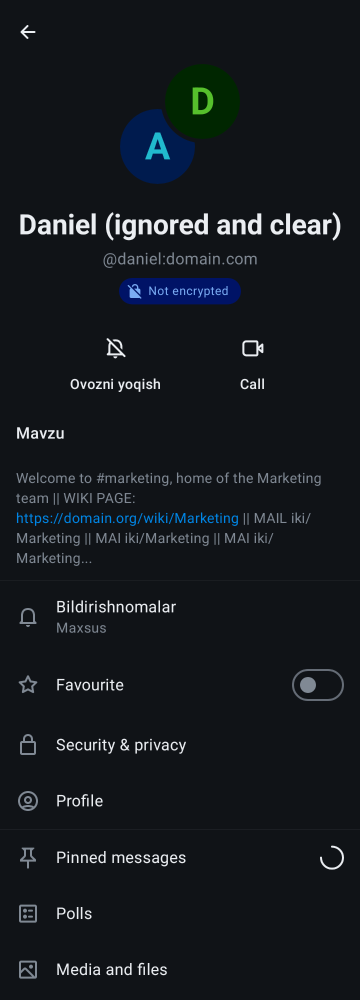 D
A
Daniel (ignored and clear)
@daniel:domain.com
Not encrypted
Ovozni yoqish
Call
Mavzu
Welcome to #marketing, home of the Marketing
team || WIKI PAGE:
https://domain.org/wiki/Marketing || MAIL iki/
Marketing || MAI iki/Marketing || MAI iki/
Marketing...
Bildirishnomalar
Maxsus
Favourite
Security & privacy
Profile
Pinned messages
Polls
Media and files